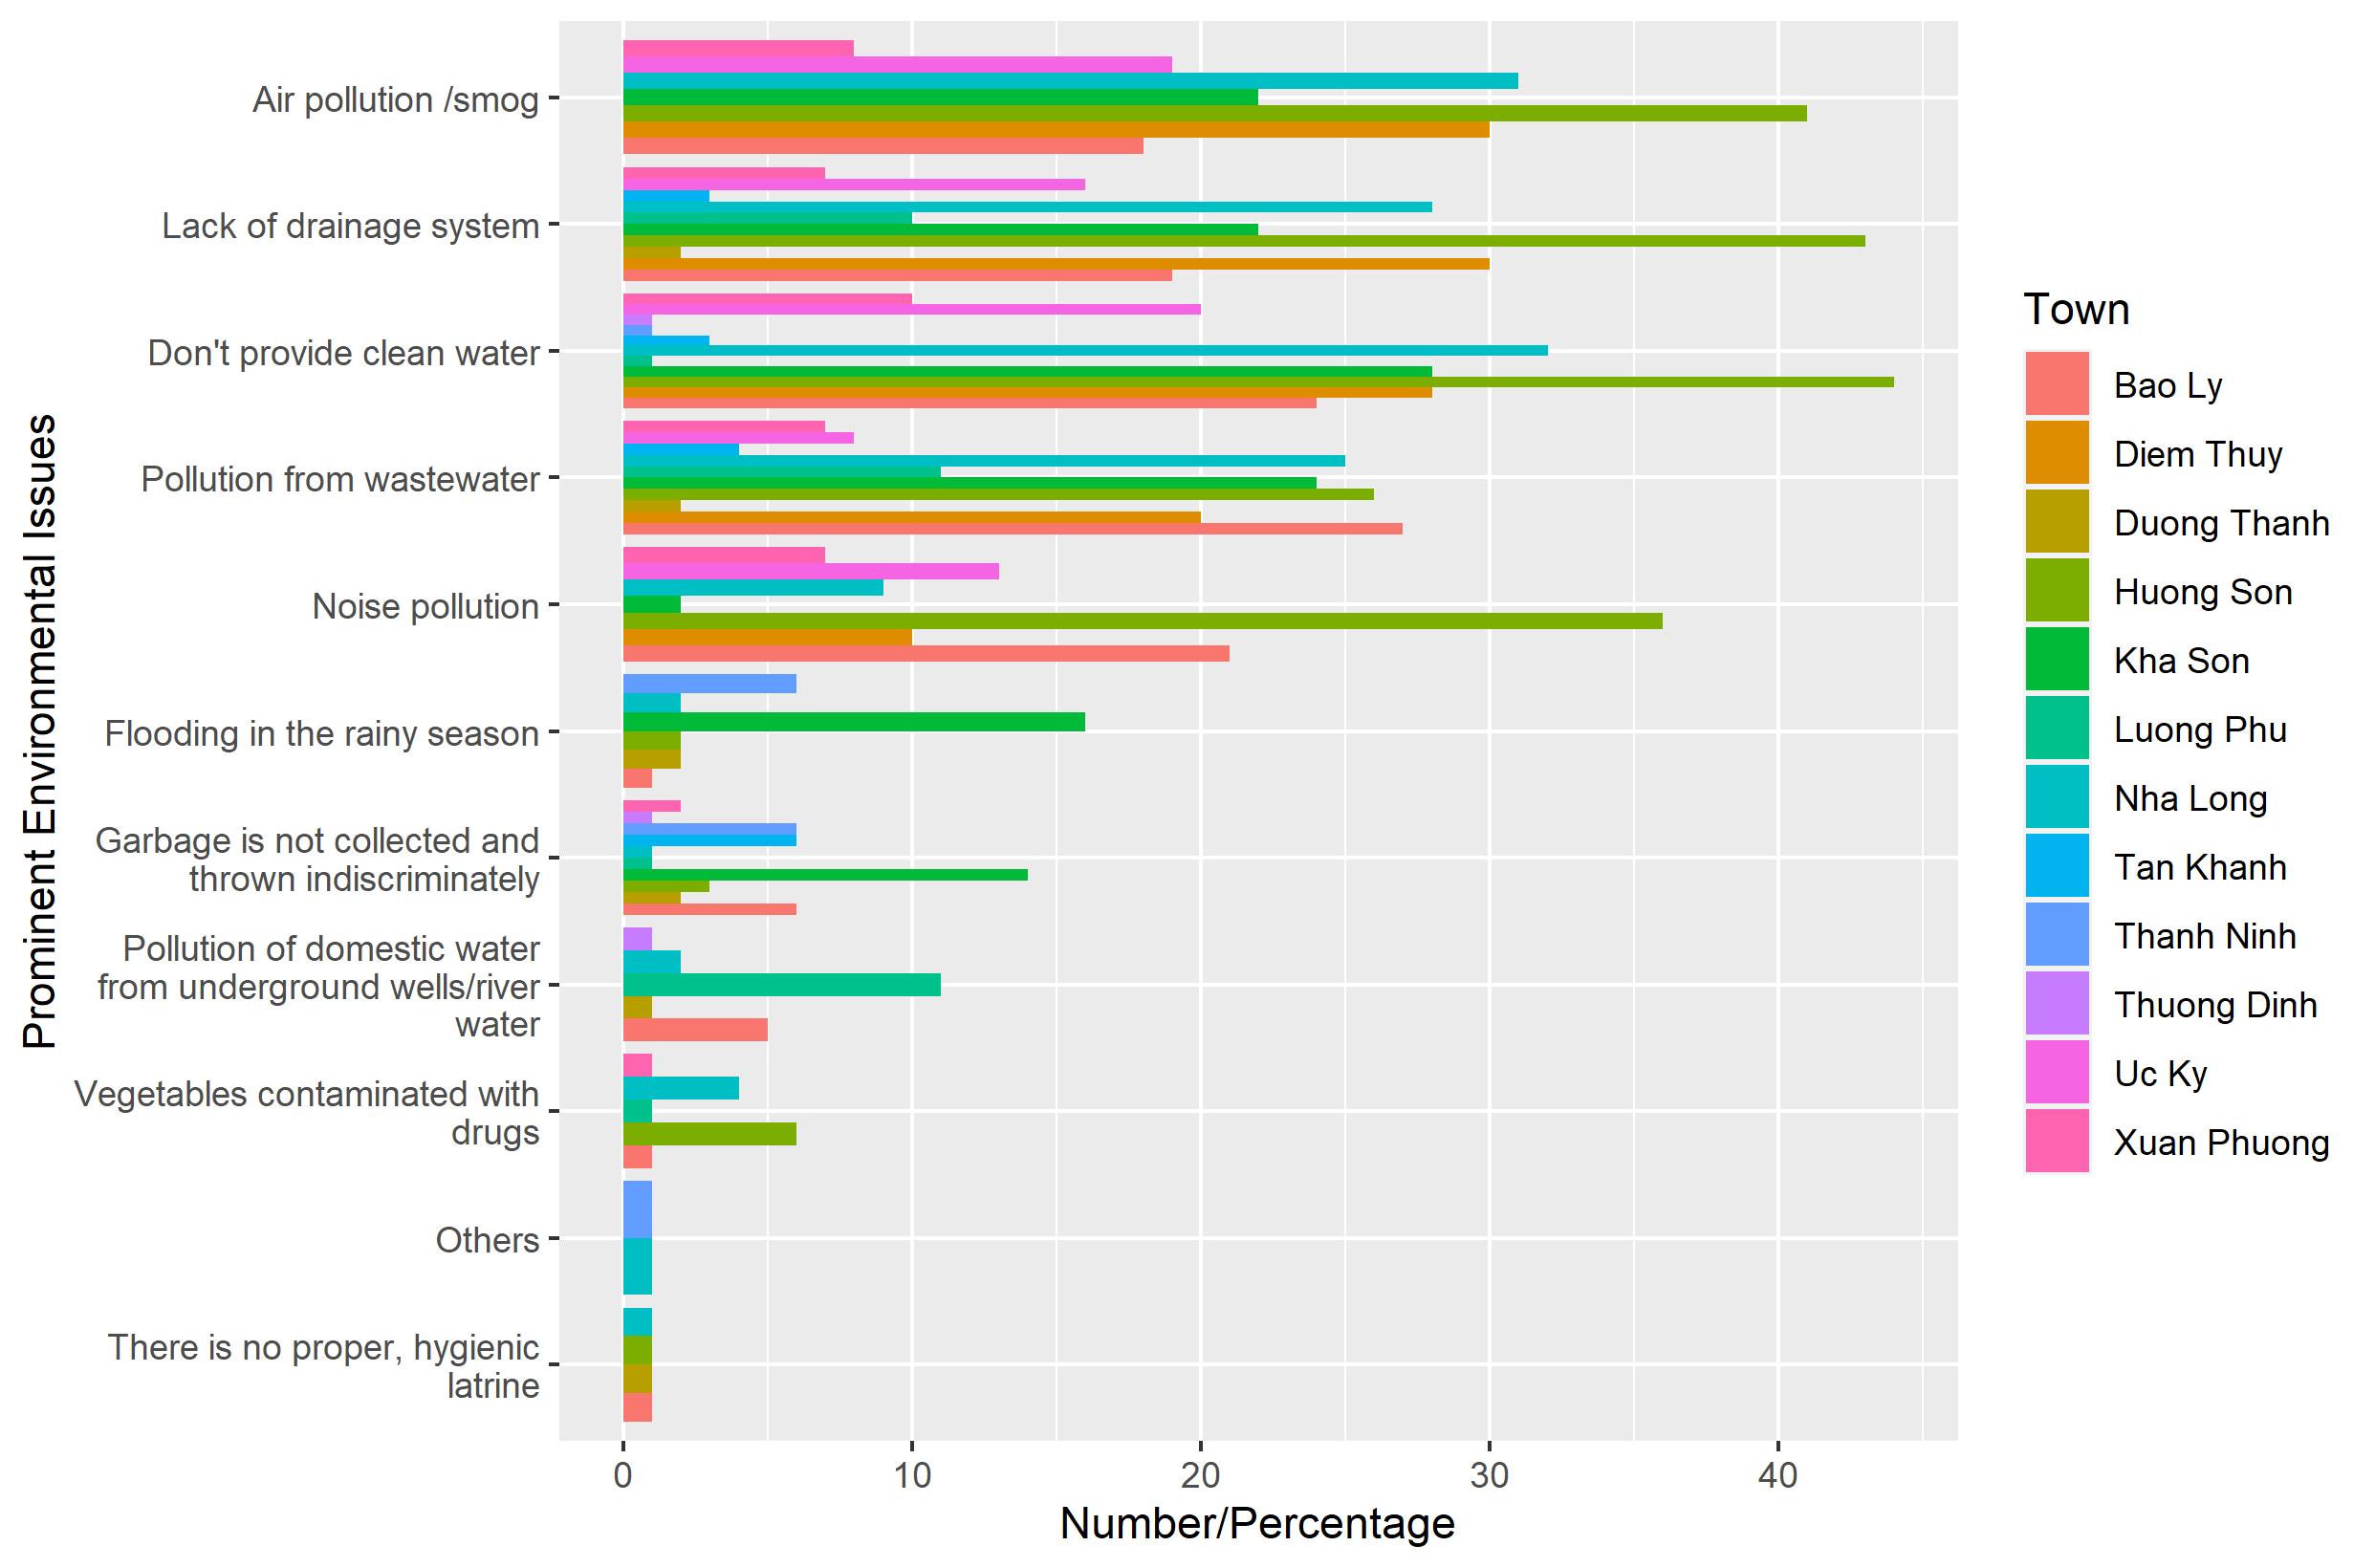 Air pollution /smog
Lack of drainage system
Don't provide clean water
Pollution from wastewater
Noise pollution
Flooding in the rainy season
Garbage is not collected and
thrown indiscriminately
Pollution of domestic water
from underground wells/river
water
Vegetables contaminated with
drugs
Others
There is no proper, hygienic
latrine
Prominent Environmental Issues
0 10 20 30 40
Number/Percentage
Town
Bao Ly
Diem Thuy
Duong Thanh
Huong Son
Kha Son
Luong Phu
Nha Long
Tan Khanh
Thanh Ninh
Thuong Dinh
Uc Ky
Xuan Phuong